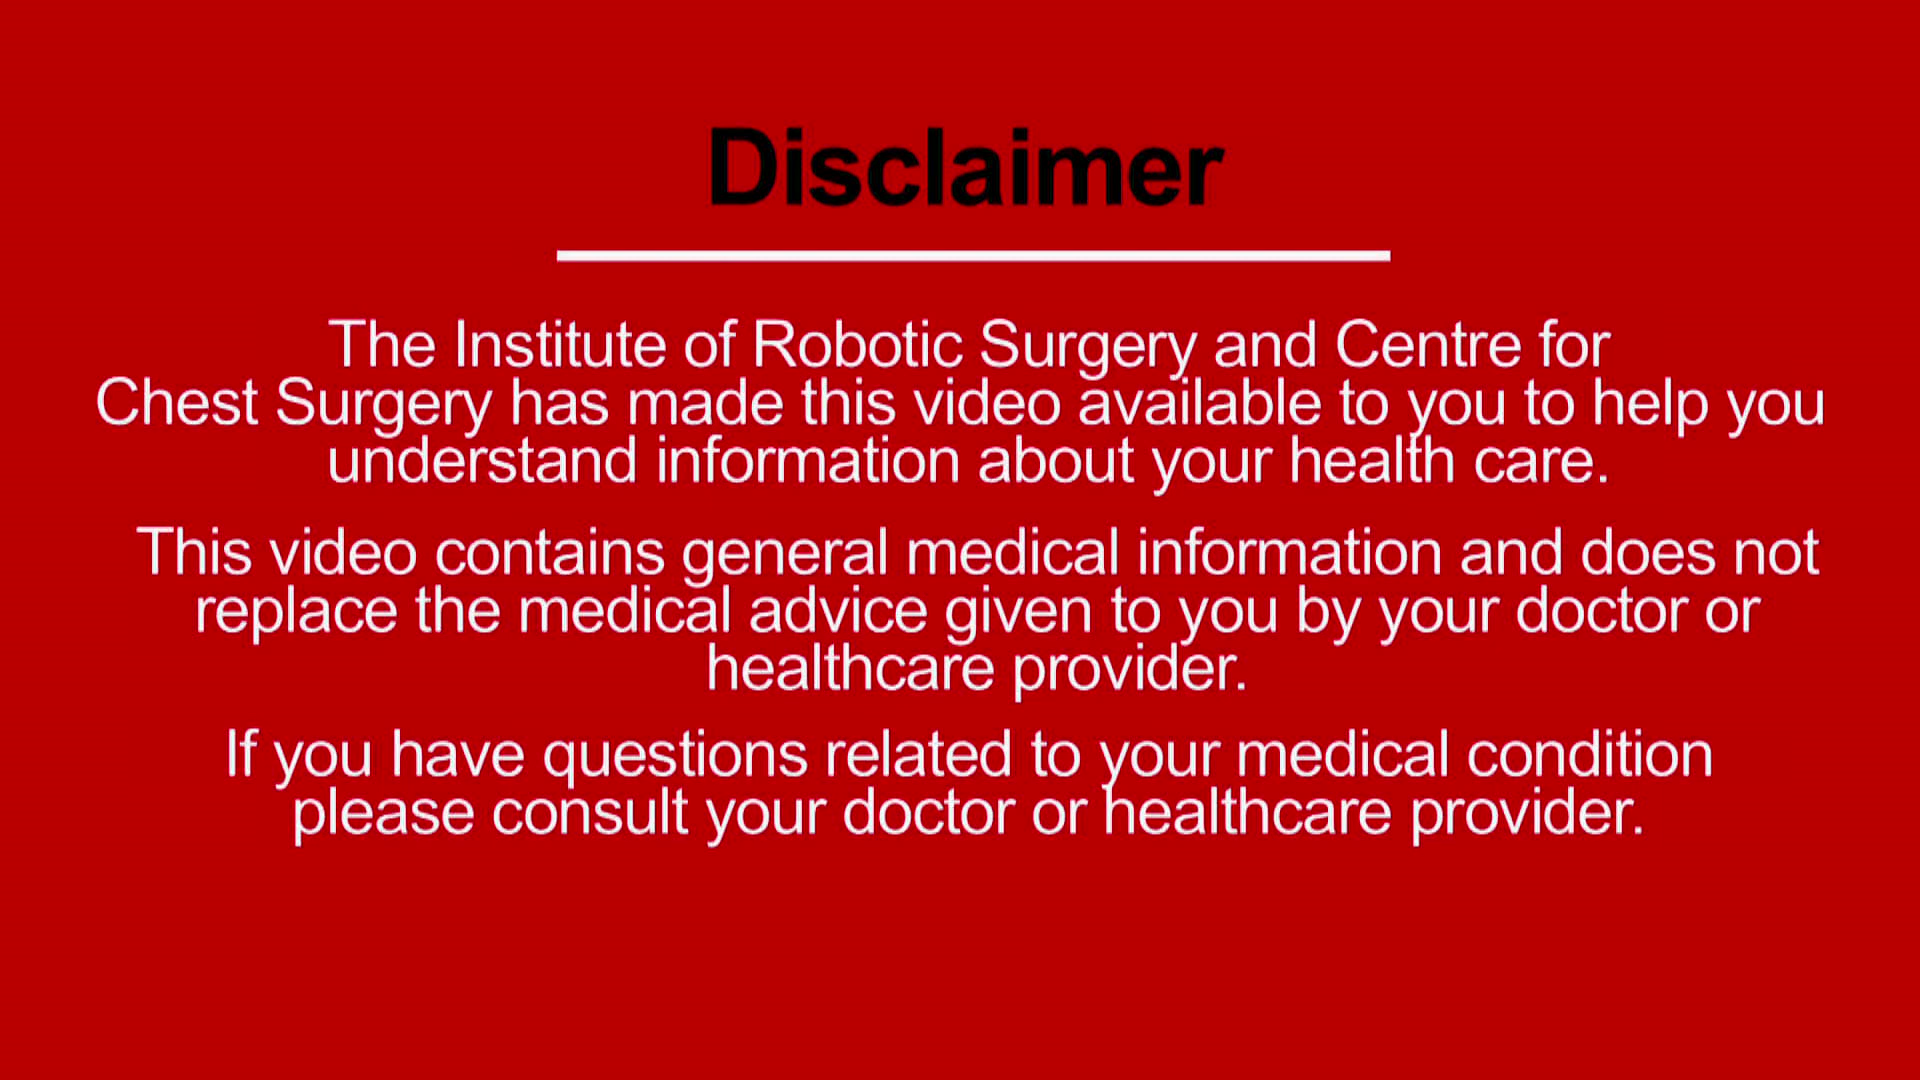 Disclaimer
The Institute of Robotic Surgery and Centre for
Chest Surgery has made this video available to you to help you
understand information about your health care.
This video contains general medical information and does not
replace the medical advice given to you by your doctor or
healthcare provider.
If you have questions related to your medical condition
please consult your doctor or healthcare provider.